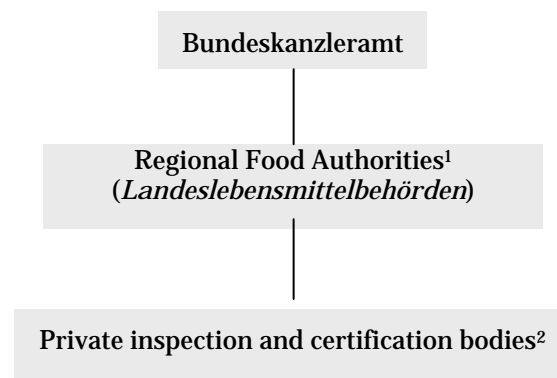 Bundeskanzleramt
Regional Food Authorities¹
(Landeslebensmittelbehörden)
Private inspection and certification bodies²